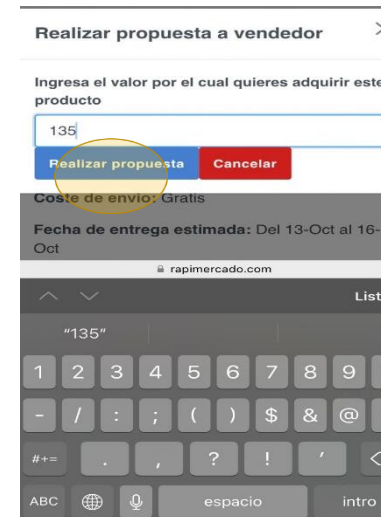 Realizar propuesta a vendedor
Ingresa el valor por el cual quieres adquirir este
producto
135
Realizar propuesta Cancelar
Coste de envio: Gratis
Fecha de entrega estimada: Del 13-Oct al 16-
Oct
rapimercado.com
List
"135"
1 2 3 4 5 6 7 8 9
- / : ; ( ) $ & @
#+= . , ? ! ′
ABC espacio intro